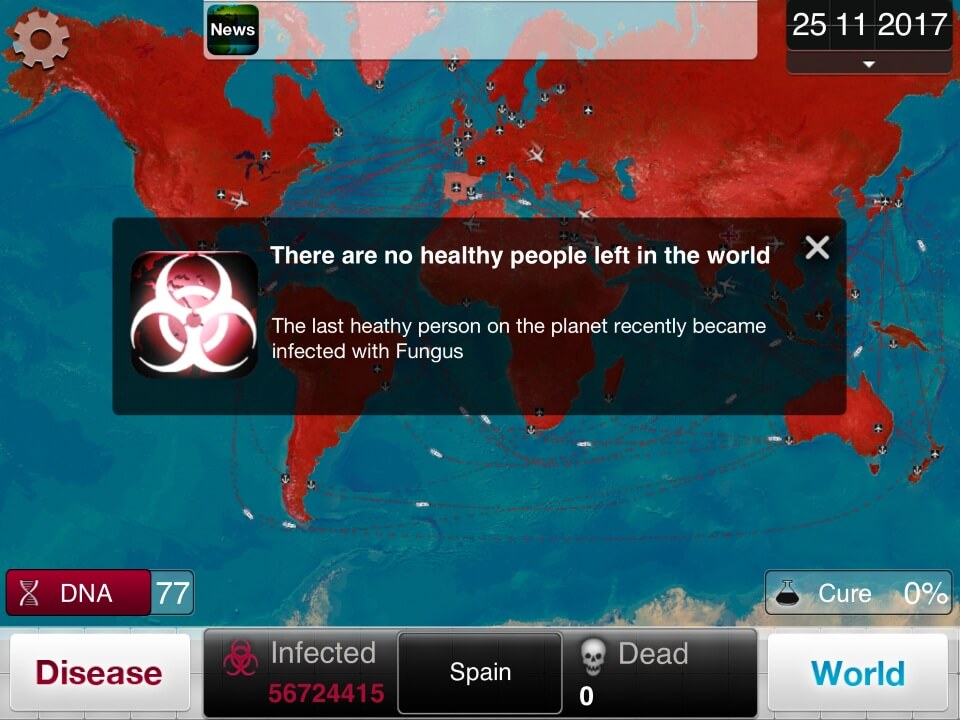 News
25 11 2017
There are no healthy people left in the world
The last heathy person on the planet recently became
infected with Fungus
DNA 77
Cure 0%
Disease
Infected
56724415
Spain
Dead
0
World